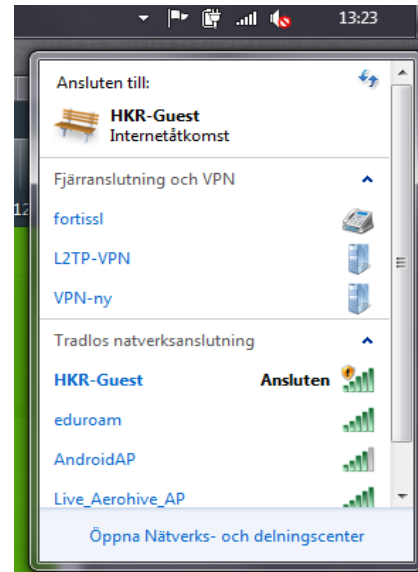 13:23
Ansluten till:
HKR-Guest
Internetåtkomst
Fjärranslutning och VPN
12
fortissl
L2TP-VPN
VPN-ny
Tradlos natverksanslutning
HKR-Guest Ansluten
eduroam
AndroidAP
Live_Aerohive_AP
Öppna Nätverks- och delningscenter